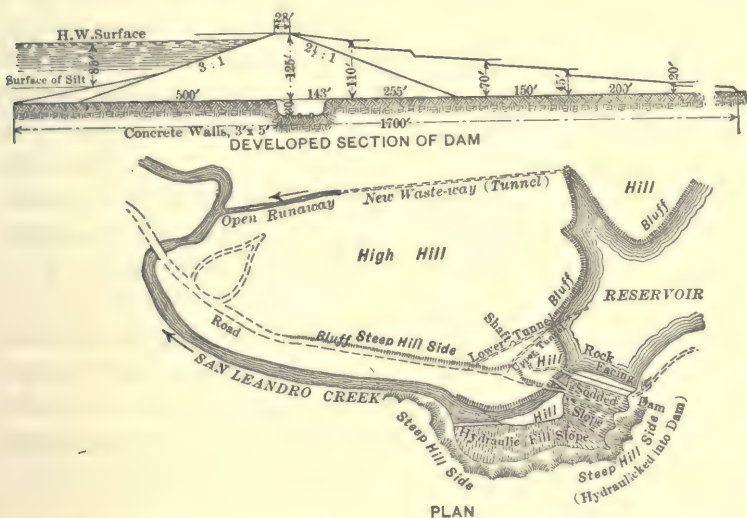 28'
H.W.Surface
85'
3 : 1
125'
2½ : 1
110'
Surface of Silt
70'
45'
20'
500'
143'
255'
150'
200'
1700'
Concrete Walls, 3'x 5'
DEVELOPED SECTION OF DAM
Open Runaway
New Waste-way (Tunnel)
Hill
Bluff
High Hill
Bluff
RESERVOIR
Road
Shaft
Lower Tunnel
Upper
Bluff Steep Hill Side
Hill
Rock
Facing
SAN LEANDRO CREEK
Sodded
Slope
Dam
Hill
Steep Hill Side
Hydraulic Fill Slope
Steep Hill Side
(Hydraulicked into Dam)
PLAN